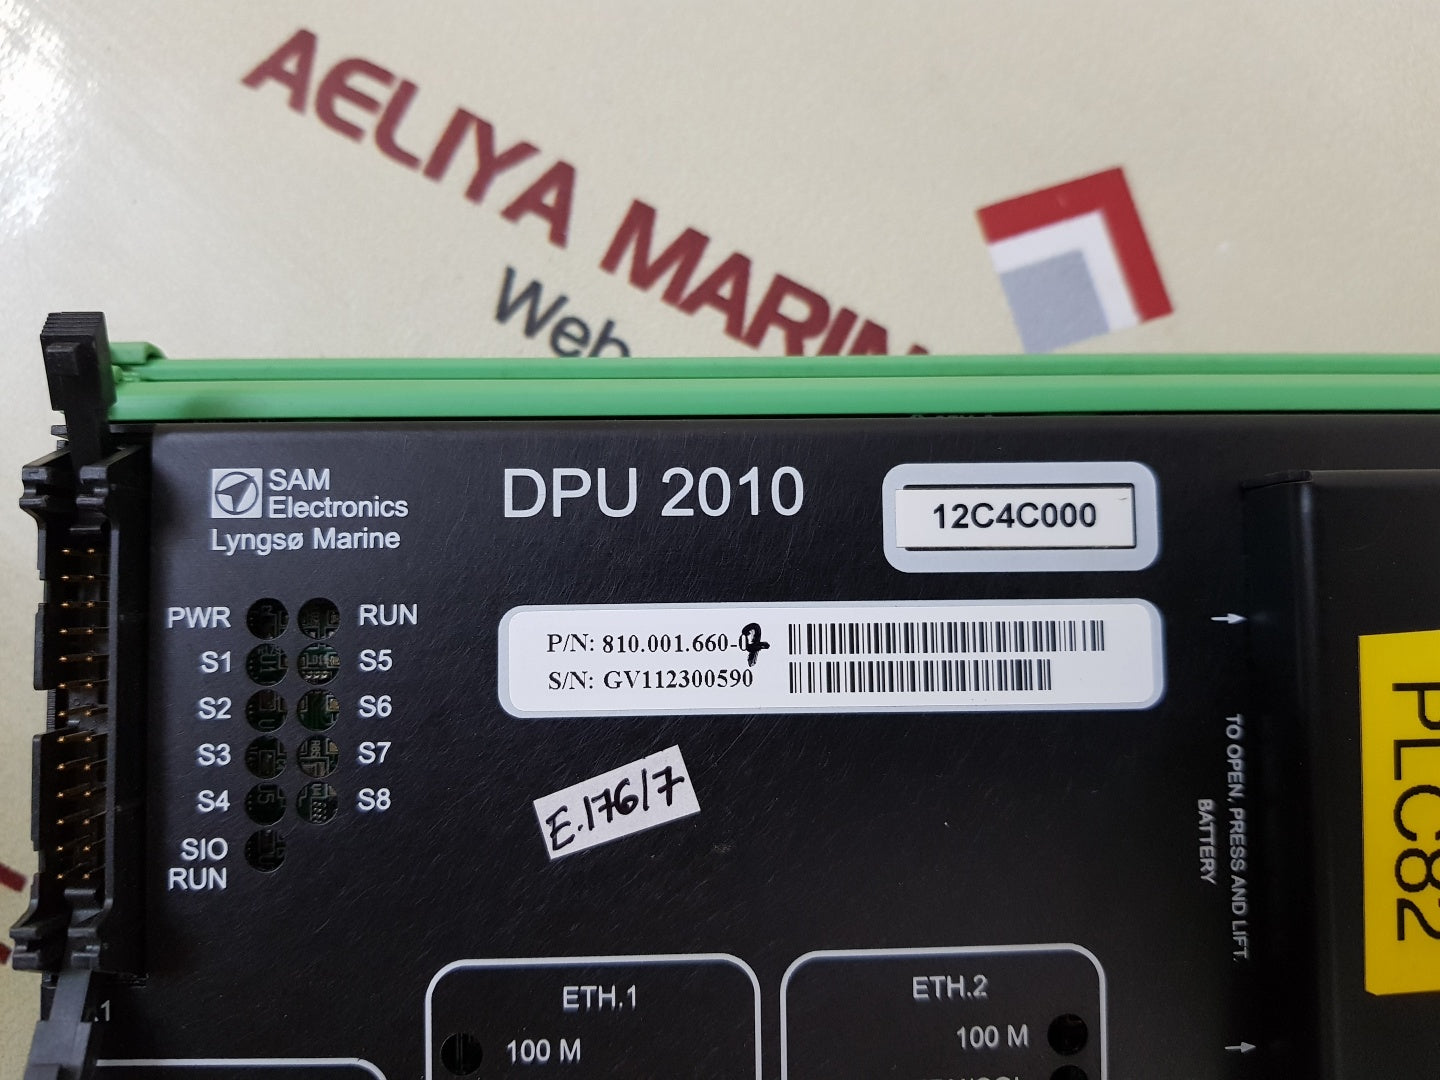 AELIYA MARIN
Web
SAM
Electronics
Lyngsø Marine
DPU 2010
12C4C000
PWR RUN
S1 S5
S2 S6
S3 S7
S4 S8
SIO
RUN
P/N: 810.001.660-07
S/N: GV112300590
E.176/7
TO OPEN, PRESS AND LIFT.
BATTERY
PLC82
ETH.1
100 M
ETH.2
100 M
.1